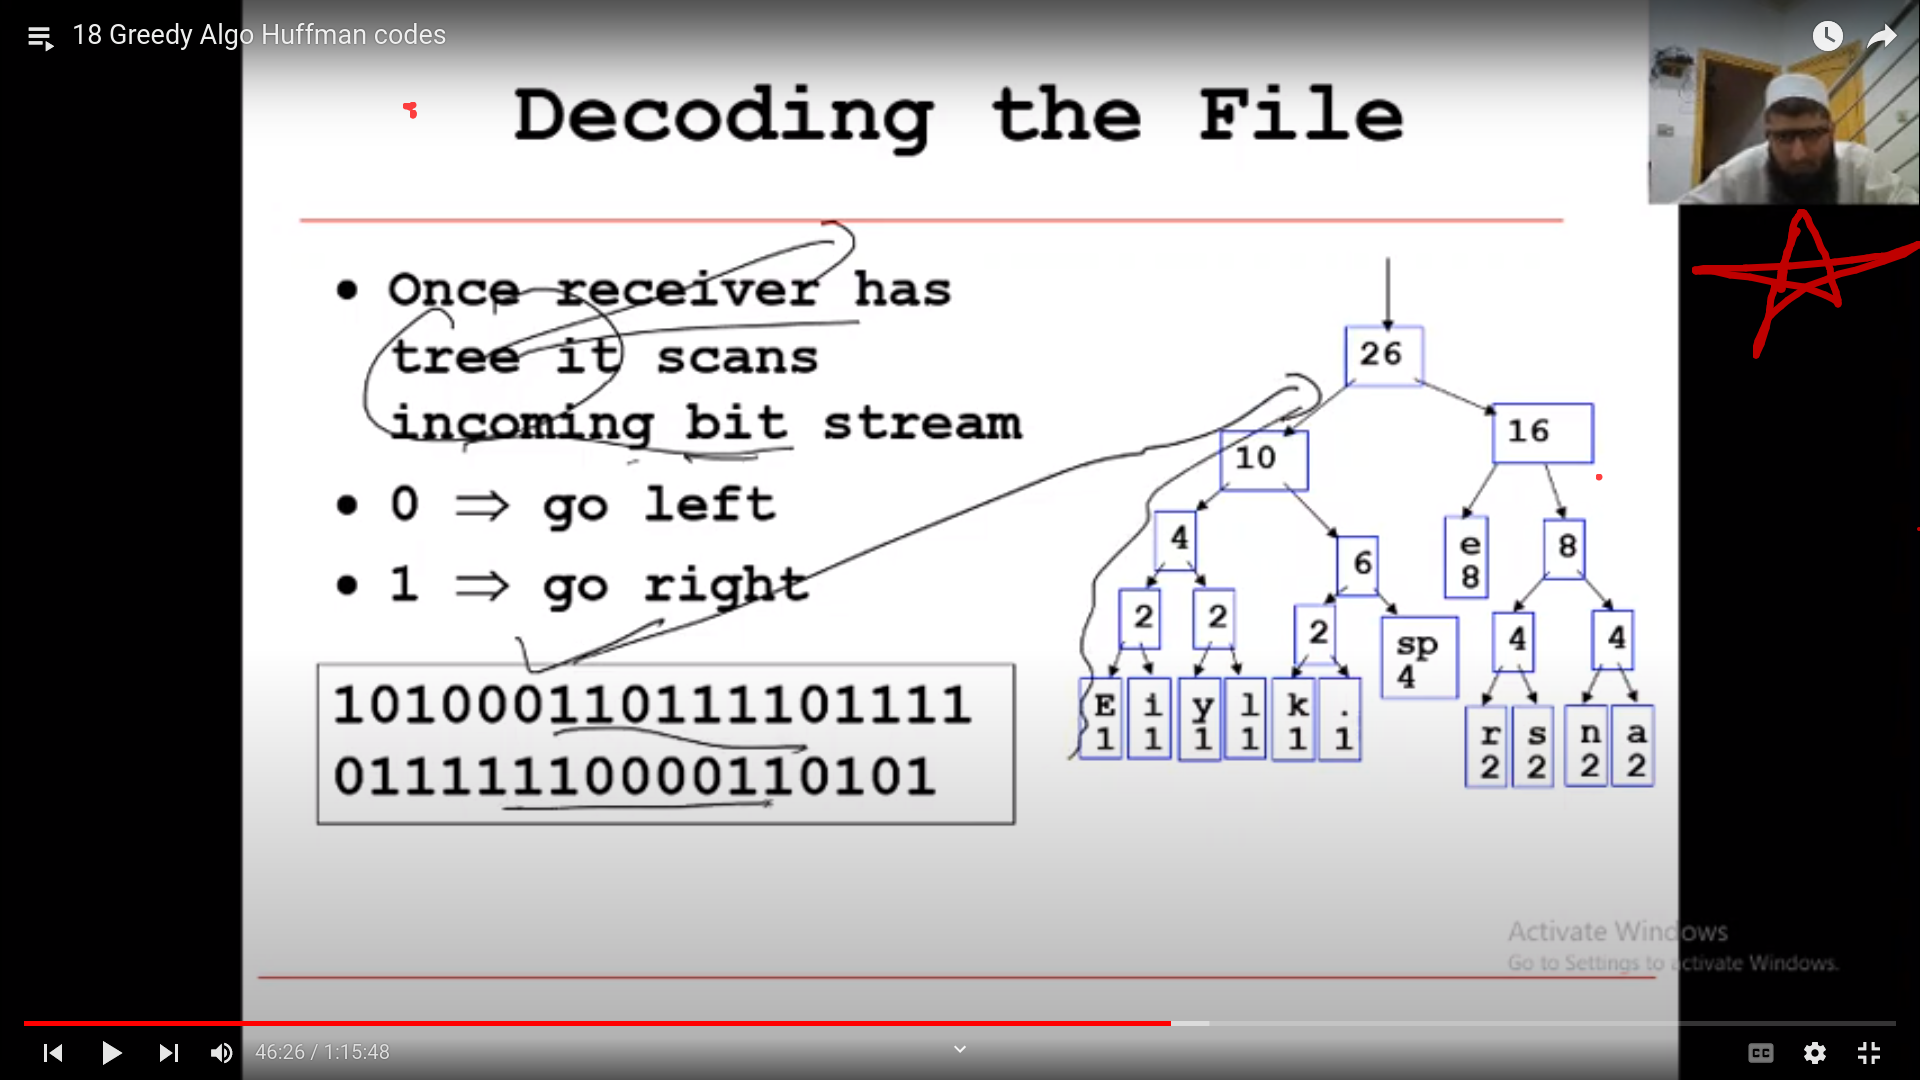 18 Greedy Algo Huffman codes
Decoding the File
• Once receiver has
tree it scans
incoming bit stream
• 0 ⇒ go left
• 1 ⇒ go right
101000110111101111
01111110000110101
26
10 16
4 6 e 8 8
2 2 2 sp 4 4 4
E i y l k . r s n a
1 1 1 1 1 1 2 2 2 2
Activate Windows
Go to Settings to activate Windows.
46:26 / 1:15:48
CC